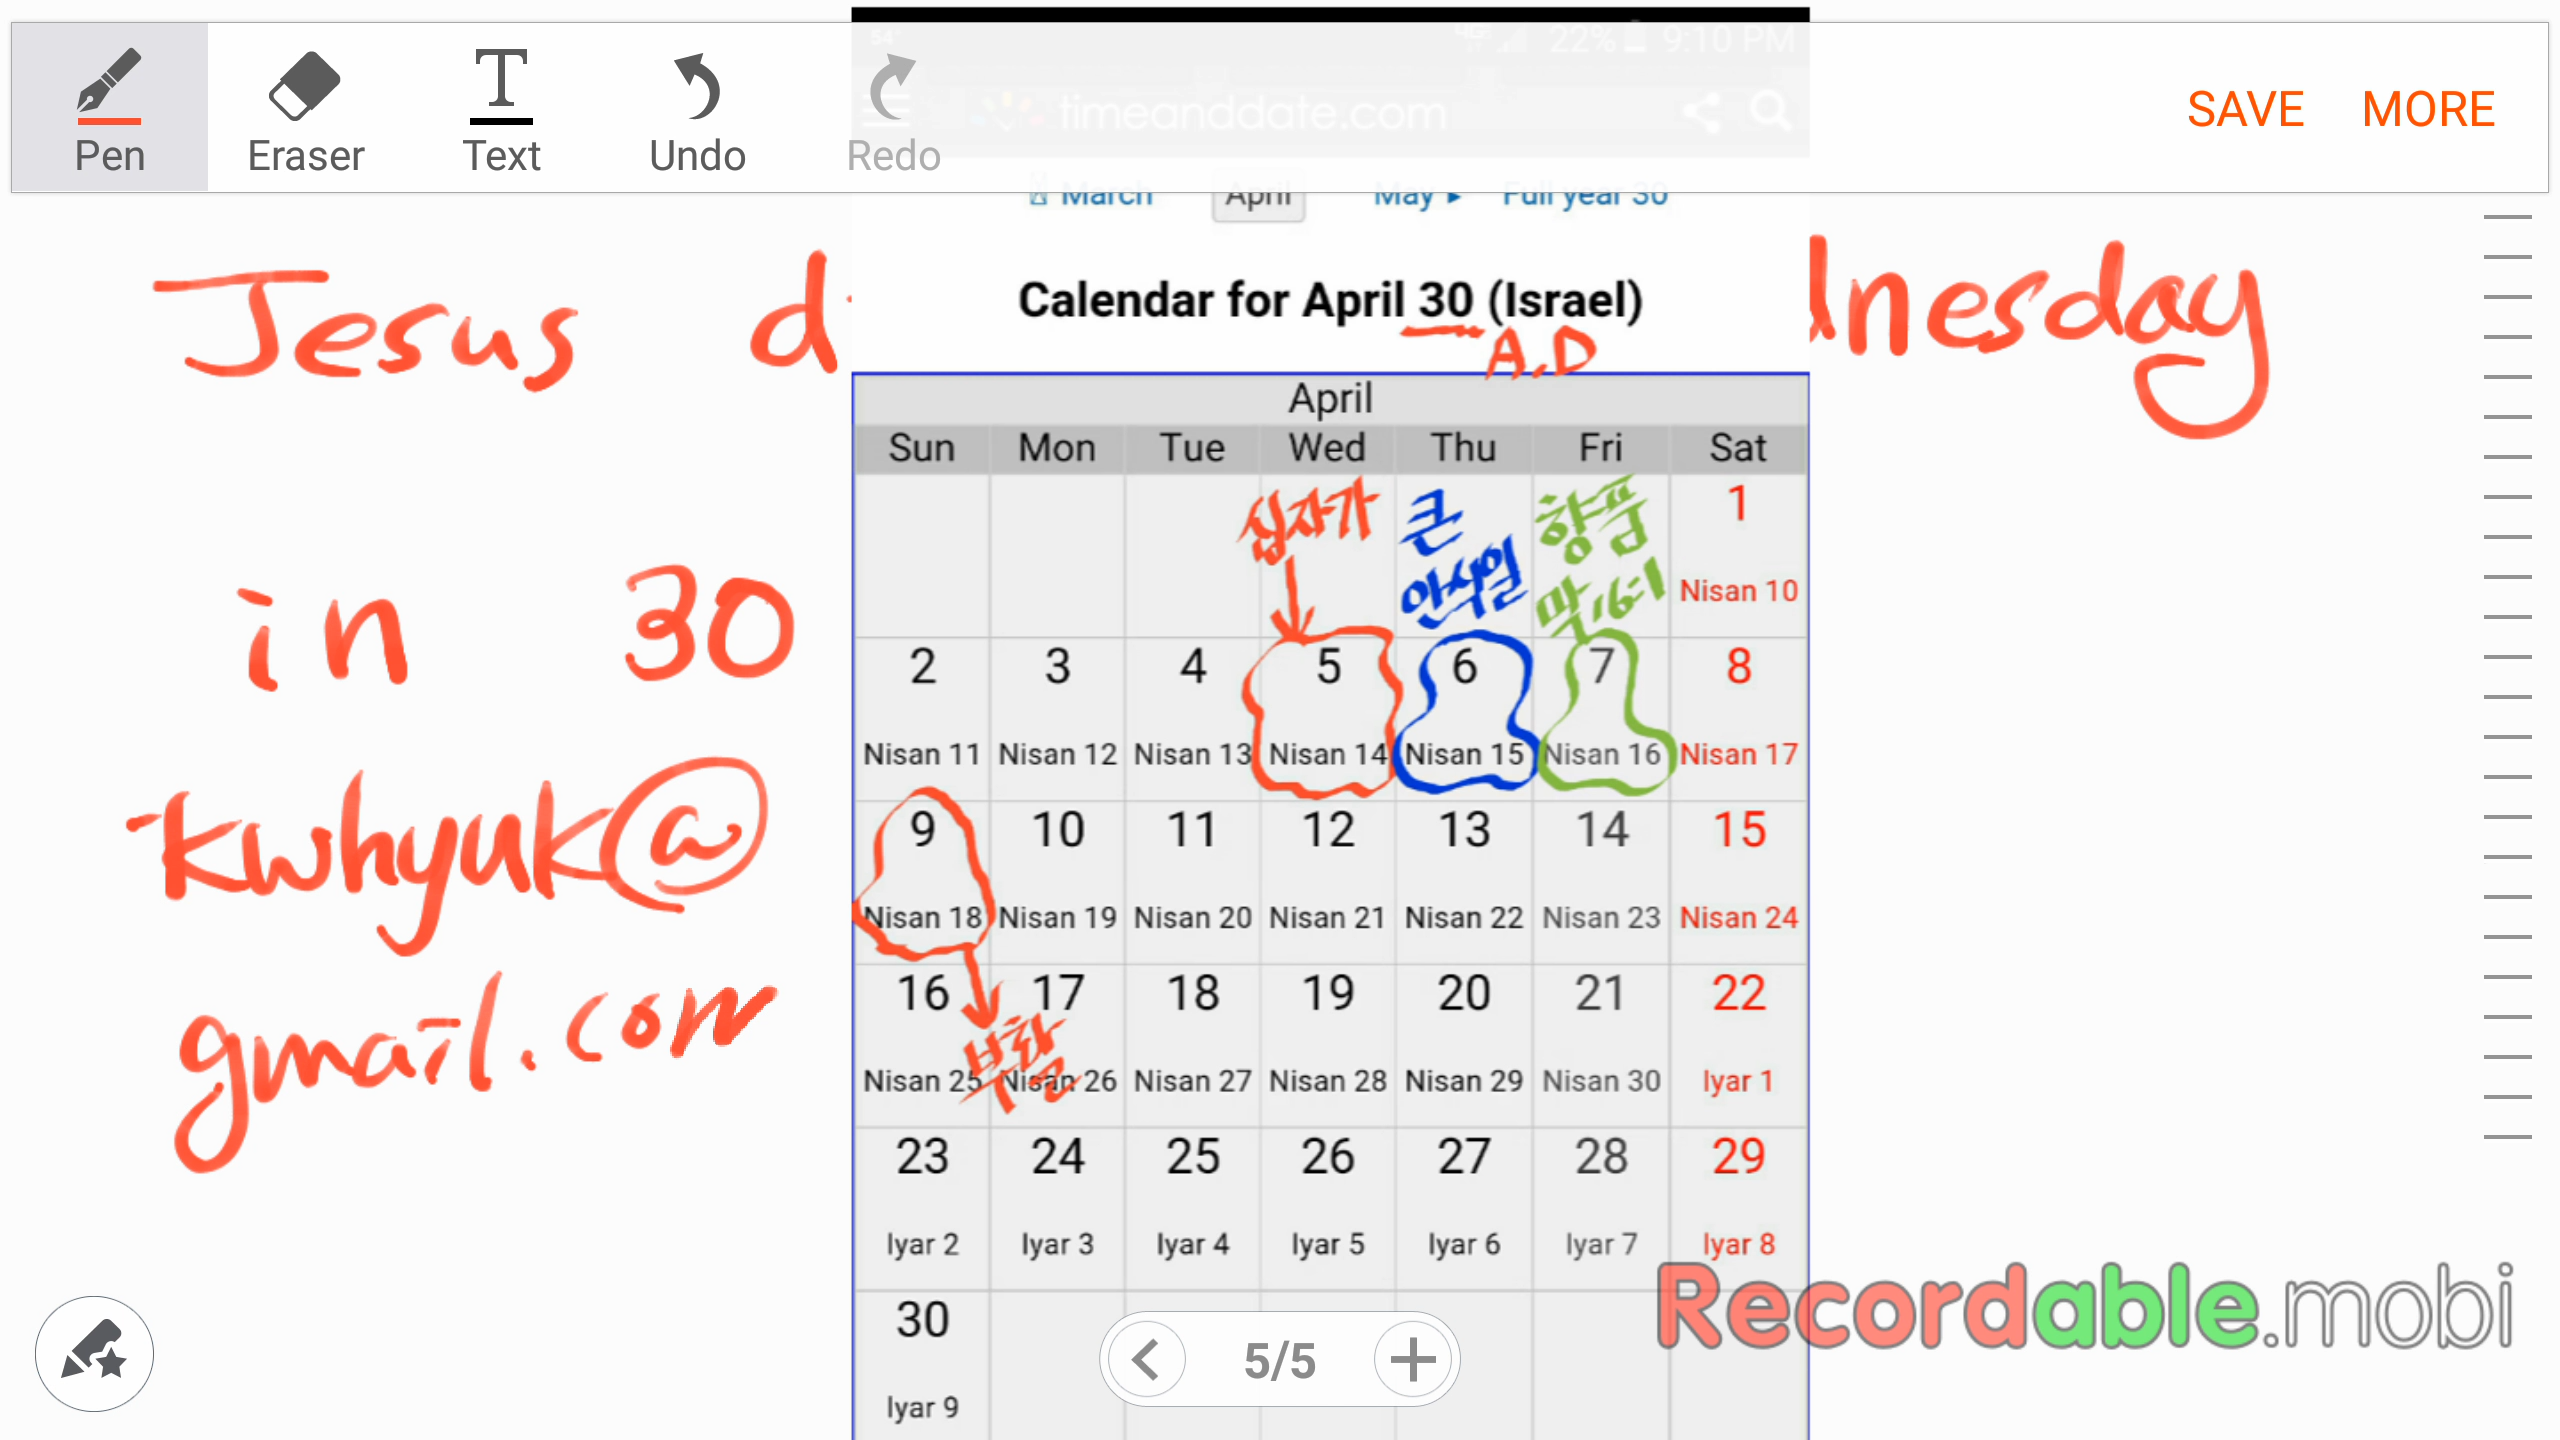 54°
22% 9:10 PM
Pen
Eraser
Text
Undo
Redo
timeanddate.com
SAVE
MORE
March April May ▸ Full year 30
Jesus d
nesday
Calendar for April 30 (Israel)
A.D
in 30
kwhyuk@
gmail.com
April
Sun Mon Tue Wed Thu Fri Sat
십자가
큰
안식일
향품
막16:1
1
Nisan 10
2 3 4 5 6 7 8
Nisan 11 Nisan 12 Nisan 13 Nisan 14 Nisan 15 Nisan 16 Nisan 17
9 10 11 12 13 14 15
Nisan 18 Nisan 19 Nisan 20 Nisan 21 Nisan 22 Nisan 23 Nisan 24
16 17 18 19 20 21 22
부활
Nisan 25 Nisan 26 Nisan 27 Nisan 28 Nisan 29 Nisan 30 Iyar 1
23 24 25 26 27 28 29
Iyar 2 Iyar 3 Iyar 4 Iyar 5 Iyar 6 Iyar 7 Iyar 8
30
Iyar 9
5/5
Recordable.mobi